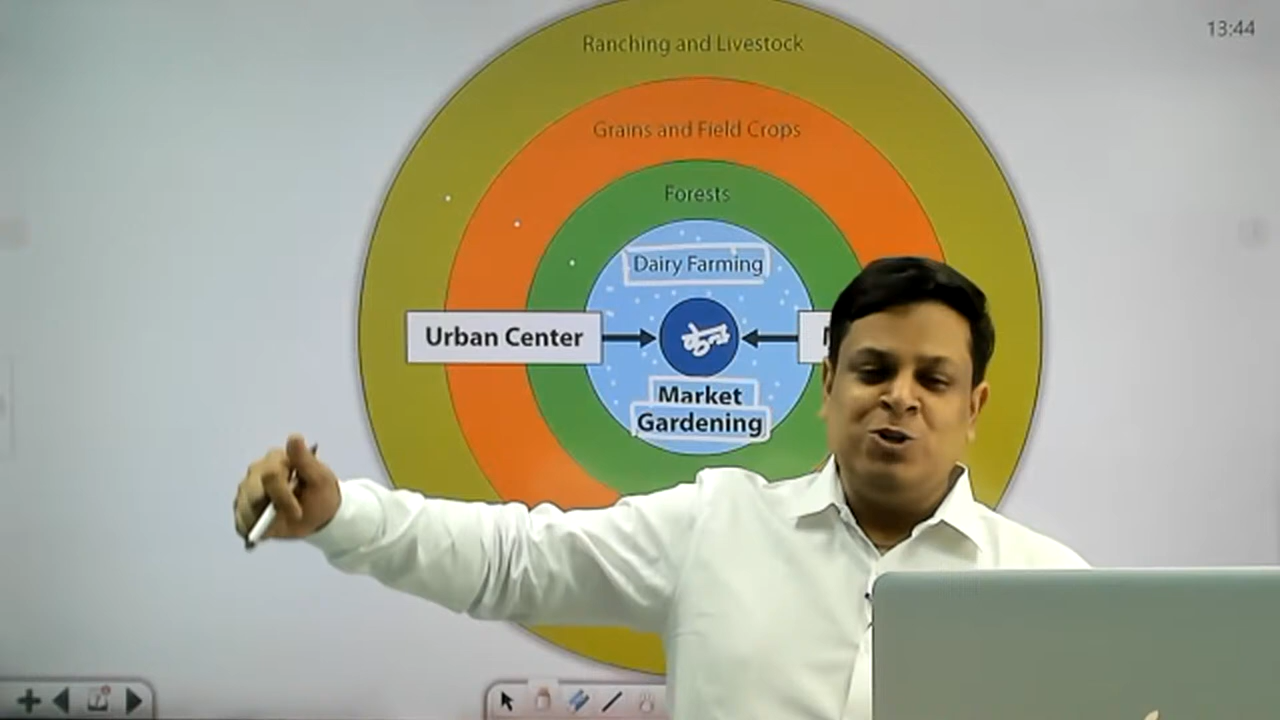 13:44
Ranching and Livestock
Grains and Field Crops
Forests
Dairy Farming
Urban Center
Market
Gardening